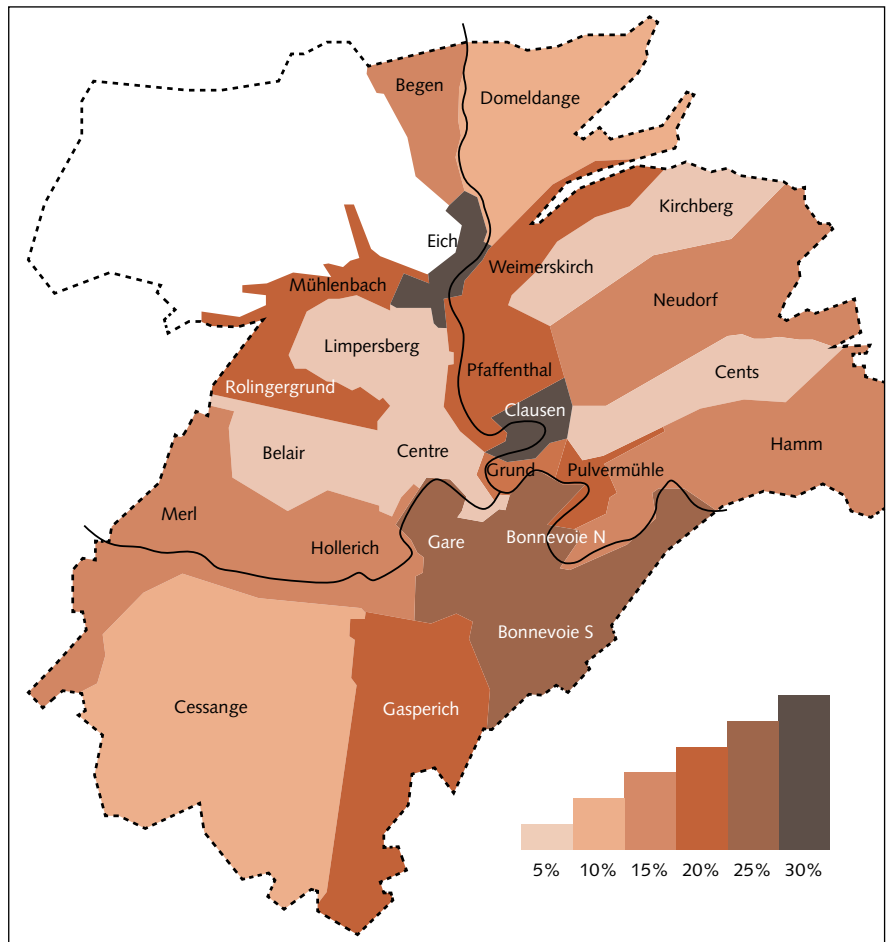 Begen
Domeldange
Kirchberg
Eich
Weimerskirch
Mühlenbach
Neudorf
Limpersberg
Pfaffenthal
Cents
Rolingergrund
Clausen
Hamm
Belair
Centre
Grund
Pulvermühle
Merl
Hollerich
Gare
Bonnevoie N
Bonnevoie S
Cessange
Gasperich
5% 10% 15% 20% 25% 30%